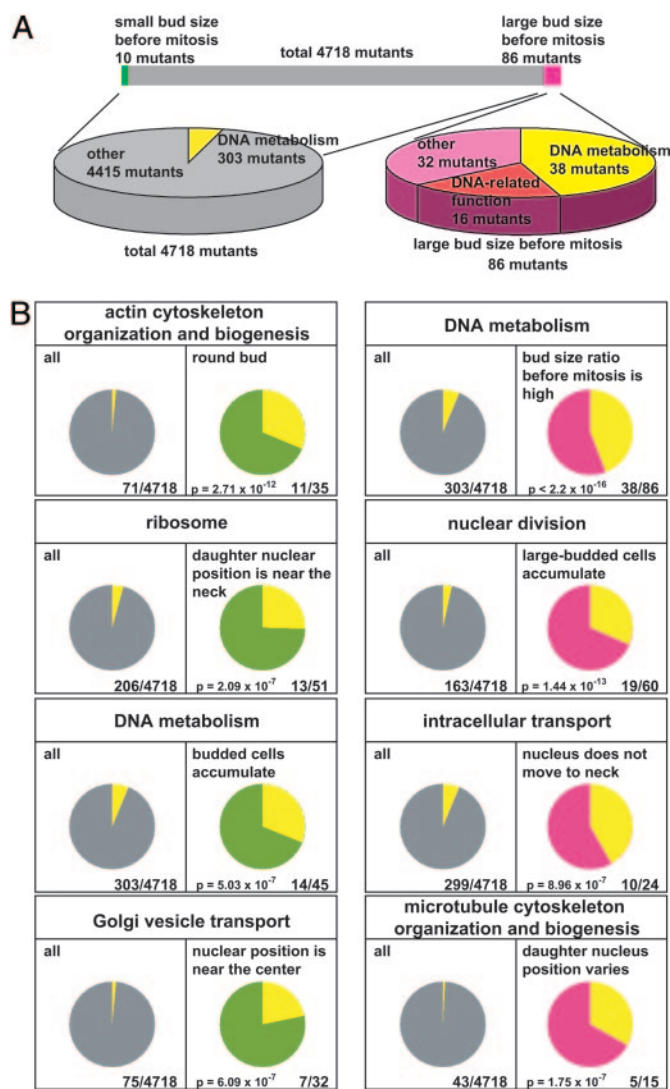 A
small bud size
before mitosis
10 mutants
total 4718 mutants
large bud size
before mitosis
86 mutants
other
4415 mutants
DNA metabolism
303 mutants
total 4718 mutants
other
32 mutants
DNA metabolism
38 mutants
DNA-related
function
16 mutants
large bud size before mitosis
86 mutants
B
actin cytoskeleton
organization and biogenesis
all
71/4718
round bud
p = 2.71 x 10⁻¹²
11/35
DNA metabolism
all
303/4718
bud size ratio
before mitosis is
high
p < 2.2 x 10⁻¹⁶
38/86
ribosome
all
206/4718
daughter nuclear
position is near the
neck
p = 2.09 x 10⁻⁷
13/51
nuclear division
all
163/4718
large-budded cells
accumulate
p = 1.44 x 10⁻¹³
19/60
DNA metabolism
all
303/4718
budded cells
accumulate
p = 5.03 x 10⁻⁷
14/45
intracellular transport
all
299/4718
nucleus does not
move to neck
p = 8.96 x 10⁻⁷
10/24
Golgi vesicle transport
all
75/4718
nuclear position is
near the center
p = 6.09 x 10⁻⁷
7/32
microtubule cytoskeleton
organization and biogenesis
all
43/4718
daughter nucleus
position varies
p = 1.75 x 10⁻⁷
5/15